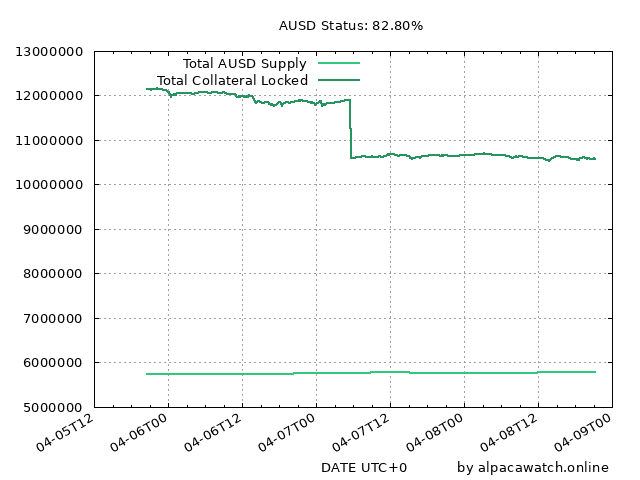 AUSD Status: 82.80%
13000000
12000000
11000000
10000000
9000000
8000000
7000000
6000000
5000000
Total AUSD Supply
Total Collateral Locked
04-05T12
04-06T00
04-06T12
04-07T00
04-07T12
04-08T00
04-08T12
04-09T00
DATE UTC+0
by alpacawatch.online